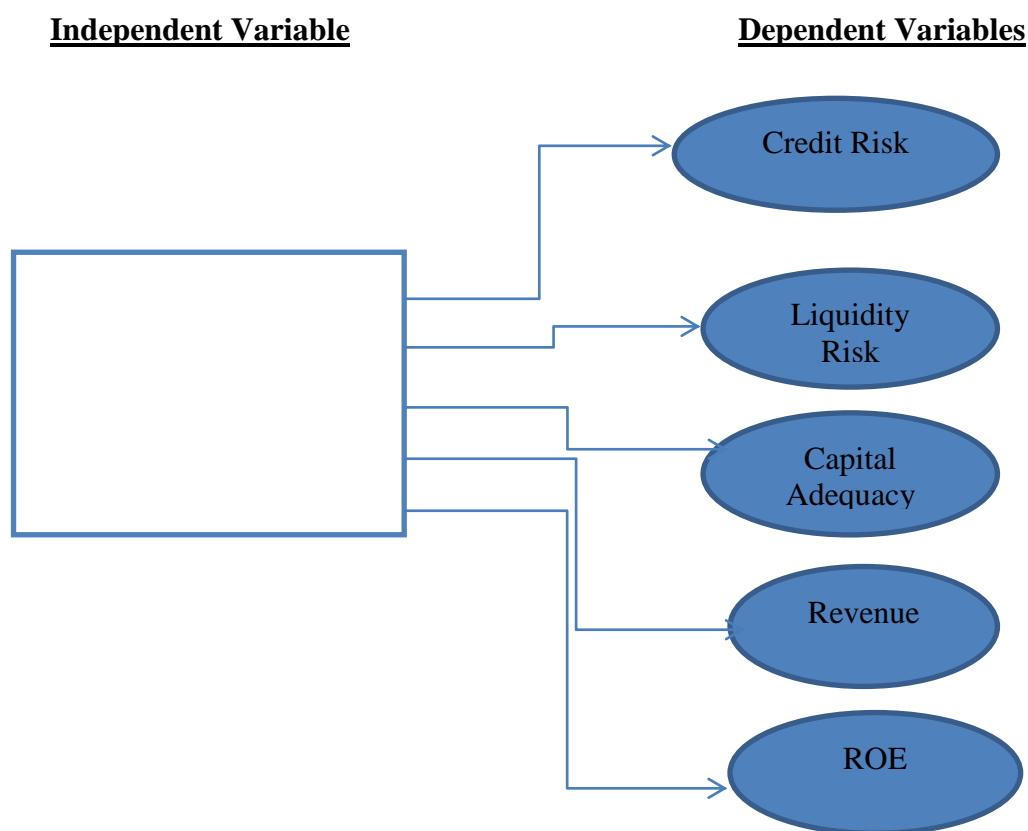 Independent Variable
Dependent Variables
Credit Risk
Liquidity
Risk
Capital
Adequacy
Revenue
ROE